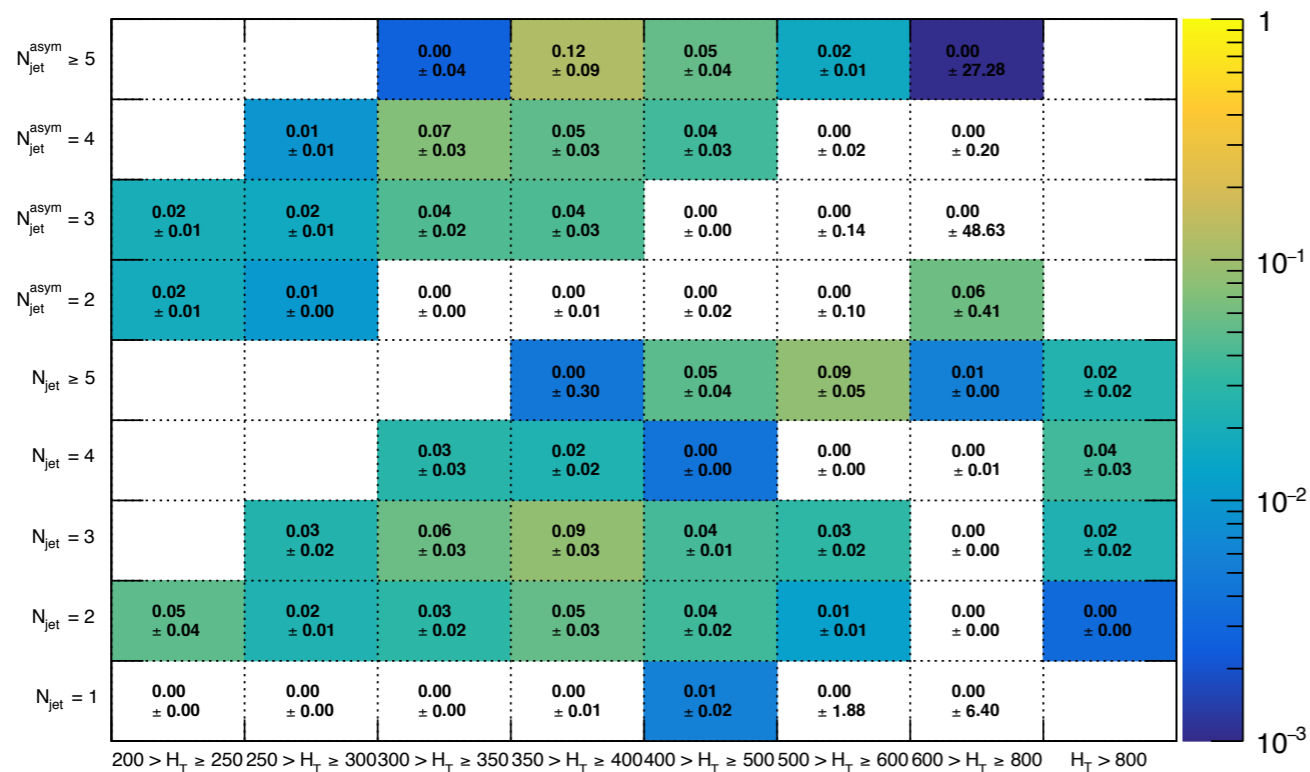 N_jet^asym ≥ 5
0.00 0.12 0.05 0.02 0.00
± 0.04 ± 0.09 ± 0.04 ± 0.01 ± 27.28
N_jet^asym = 4
0.01 0.07 0.05 0.04 0.00 0.00
± 0.01 ± 0.03 ± 0.03 ± 0.03 ± 0.02 ± 0.20
N_jet^asym = 3
0.02 0.02 0.04 0.04 0.00 0.00 0.00
± 0.01 ± 0.01 ± 0.02 ± 0.03 ± 0.00 ± 0.14 ± 48.63
N_jet^asym = 2
0.02 0.01 0.00 0.00 0.00 0.00 0.06
± 0.01 ± 0.00 ± 0.00 ± 0.01 ± 0.02 ± 0.10 ± 0.41
N_jet ≥ 5
0.00 0.05 0.09 0.01 0.02
± 0.30 ± 0.04 ± 0.05 ± 0.00 ± 0.02
N_jet = 4
0.03 0.02 0.00 0.00 0.00 0.04
± 0.03 ± 0.02 ± 0.00 ± 0.00 ± 0.01 ± 0.03
N_jet = 3
0.03 0.06 0.09 0.04 0.03 0.00 0.02
± 0.02 ± 0.03 ± 0.03 ± 0.01 ± 0.02 ± 0.00 ± 0.02
N_jet = 2
0.05 0.02 0.03 0.05 0.04 0.01 0.00 0.00
± 0.04 ± 0.01 ± 0.02 ± 0.03 ± 0.02 ± 0.01 ± 0.00 ± 0.00
N_jet = 1
0.00 0.00 0.00 0.00 0.01 0.00 0.00
± 0.00 ± 0.00 ± 0.00 ± 0.01 ± 0.02 ± 1.88 ± 6.40
200 > H_T ≥ 250 250 > H_T ≥ 300 300 > H_T ≥ 350 350 > H_T ≥ 400 400 > H_T ≥ 500 500 > H_T ≥ 600 600 > H_T ≥ 800 H_T > 800
1
10⁻¹
10⁻²
10⁻³